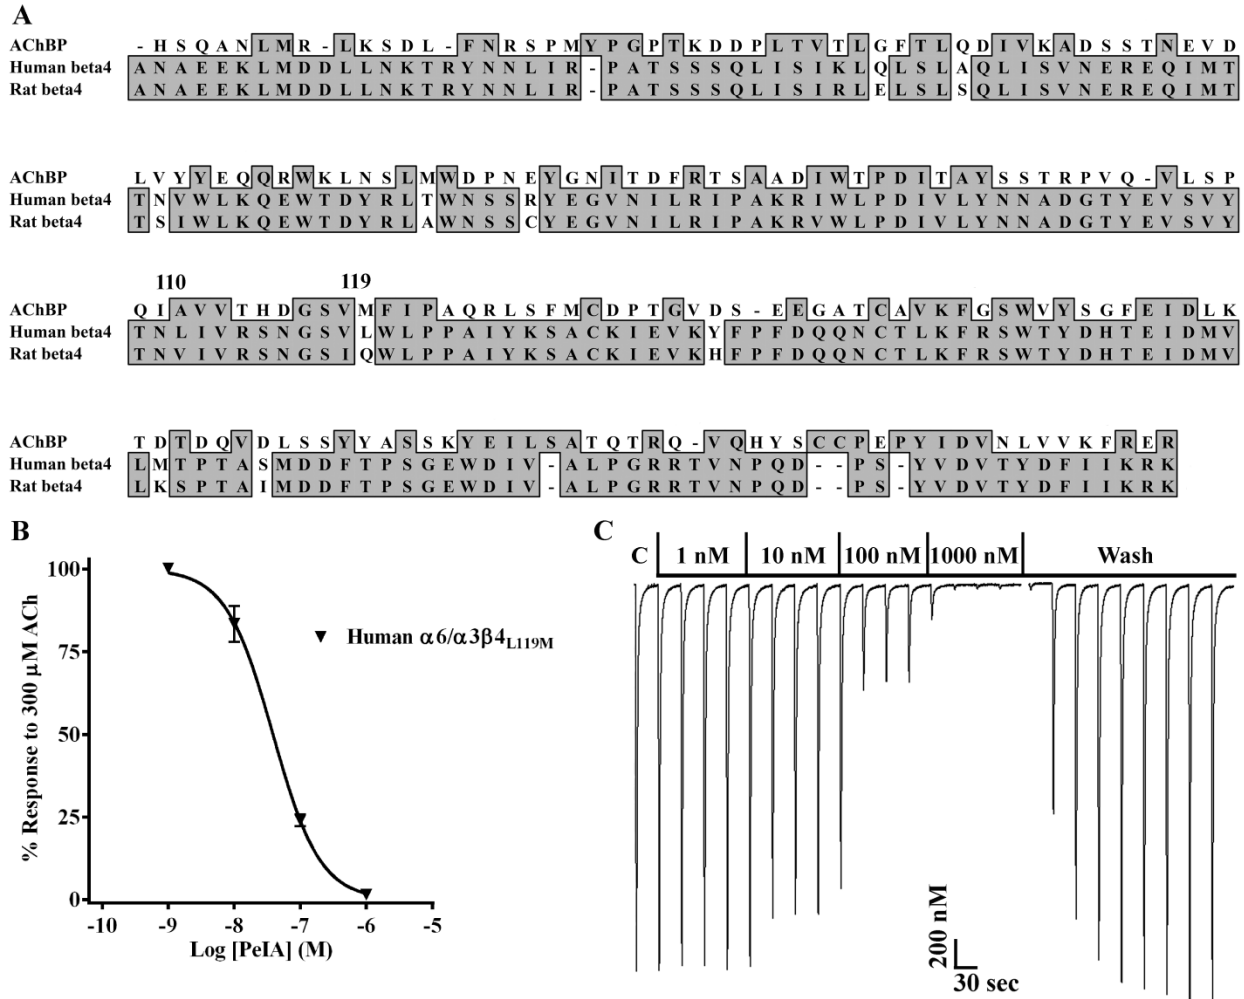 A
AChBP - H S Q A N L M R - L K S D L - F N R S P M Y P G P T K D D P L T V T L G F T L Q D I V K A D S S T N E V D
Human beta4 A N A E E K L M D D L L N K T R Y N N L I R - P A T S S S Q L I S I K L Q L S L A Q L I S V N E R E Q I M T
Rat beta4 A N A E E K L M D D L L N K T R Y N N L I R - P A T S S S Q L I S I R L E L S L S Q L I S V N E R E Q I M T
AChBP L V Y Y E Q Q R W K L N S L M W D P N E Y G N I T D F R T S A A D I W T P D I T A Y S S T R P V Q - V L S P
Human beta4 T N V W L K Q E W T D Y R L T W N S S R Y E G V N I L R I P A K R I W L P D I V L Y N N A D G T Y E V S V Y
Rat beta4 T S I W L K Q E W T D Y R L A W N S S C Y E G V N I L R I P A K R V W L P D I V L Y N N A D G T Y E V S V Y
110 119
AChBP Q I A V V T H D G S V M F I P A Q R L S F M C D P T G V D S - E E G A T C A V K F G S W V Y S G F E I D L K
Human beta4 T N L I V R S N G S V L W L P P A I Y K S A C K I E V K Y F P F D Q Q N C T L K F R S W T Y D H T E I D M V
Rat beta4 T N V I V R S N G S I Q W L P P A I Y K S A C K I E V K H F P F D Q Q N C T L K F R S W T Y D H T E I D M V
AChBP T D T D Q V D L S S Y Y A S S K Y E I L S A T Q T R Q - V Q H Y S C C P E P Y I D V N L V V K F R E R
Human beta4 L M T P T A S M D D F T P S G E W D I V - A L P G R R T V N P Q D - - P S - Y V D V T Y D F I I K R K
Rat beta4 L K S P T A I M D D F T P S G E W D I V - A L P G R R T V N P Q D - - P S - Y V D V T Y D F I I K R K
B
% Response to 300 µM ACh
100
75
50
25
0
-10 -9 -8 -7 -6 -5
Log [PeIA] (M)
Human α6/α3β4L119M
C
C 1 nM 10 nM 100 nM 1000 nM Wash
200 nM
30 sec